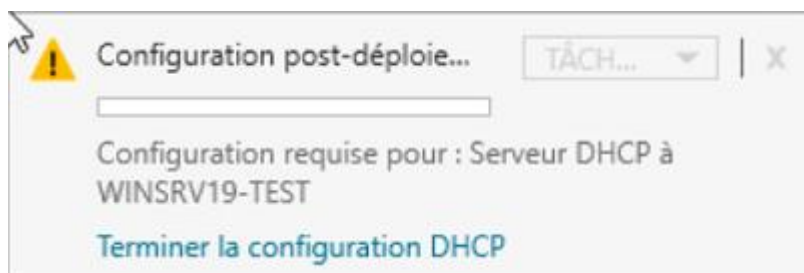 Configuration post-déploie... TÂCH... X
Configuration requise pour : Serveur DHCP à
WINSRV19-TEST
Terminer la configuration DHCP